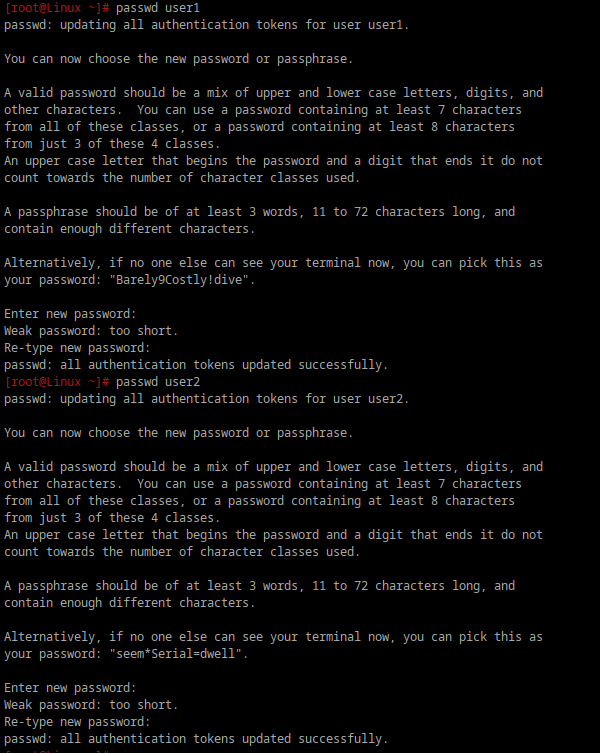 [root@Linux ~]# passwd user1
passwd: updating all authentication tokens for user user1.
You can now choose the new password or passphrase.
A valid password should be a mix of upper and lower case letters, digits, and
other characters.  You can use a password containing at least 7 characters
from all of these classes, or a password containing at least 8 characters
from just 3 of these 4 classes.
An upper case letter that begins the password and a digit that ends it do not
count towards the number of character classes used.
A passphrase should be of at least 3 words, 11 to 72 characters long, and
contain enough different characters.
Alternatively, if no one else can see your terminal now, you can pick this as
your password: "Barely9Costly!dive".
Enter new password:
Weak password: too short.
Re-type new password:
passwd: all authentication tokens updated successfully.
[root@Linux ~]# passwd user2
passwd: updating all authentication tokens for user user2.
You can now choose the new password or passphrase.
A valid password should be a mix of upper and lower case letters, digits, and
other characters.  You can use a password containing at least 7 characters
from all of these classes, or a password containing at least 8 characters
from just 3 of these 4 classes.
An upper case letter that begins the password and a digit that ends it do not
count towards the number of character classes used.
A passphrase should be of at least 3 words, 11 to 72 characters long, and
contain enough different characters.
Alternatively, if no one else can see your terminal now, you can pick this as
your password: "seem*Serial=dwell".
Enter new password:
Weak password: too short.
Re-type new password:
passwd: all authentication tokens updated successfully.